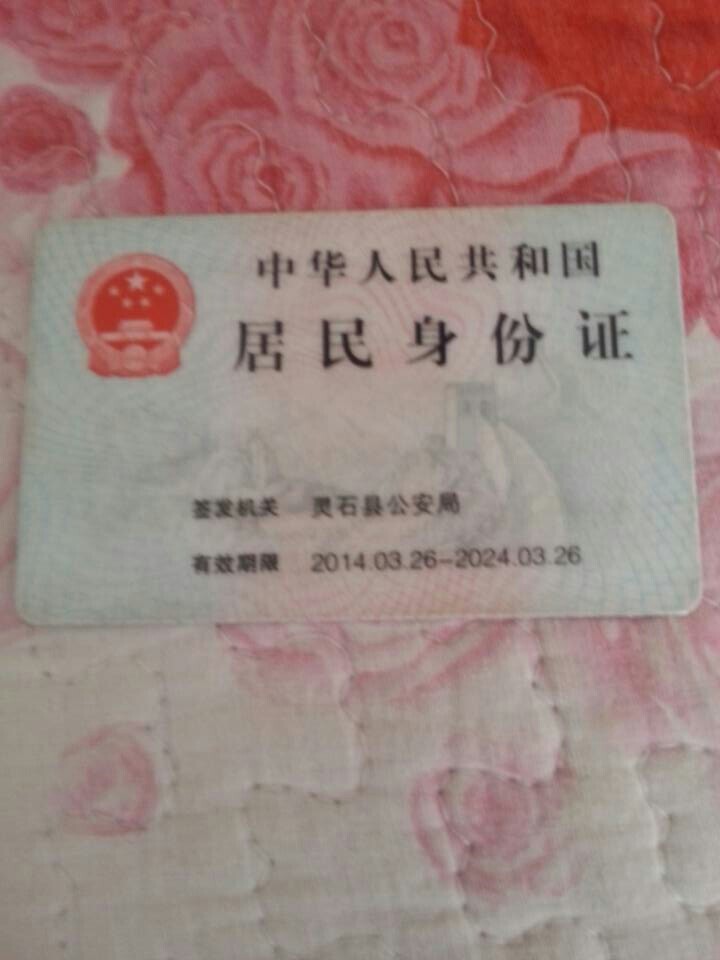 中华人民共和国
居民身份证
签发机关 灵石县公安局
有效期限 2014.03.26-2024.03.26